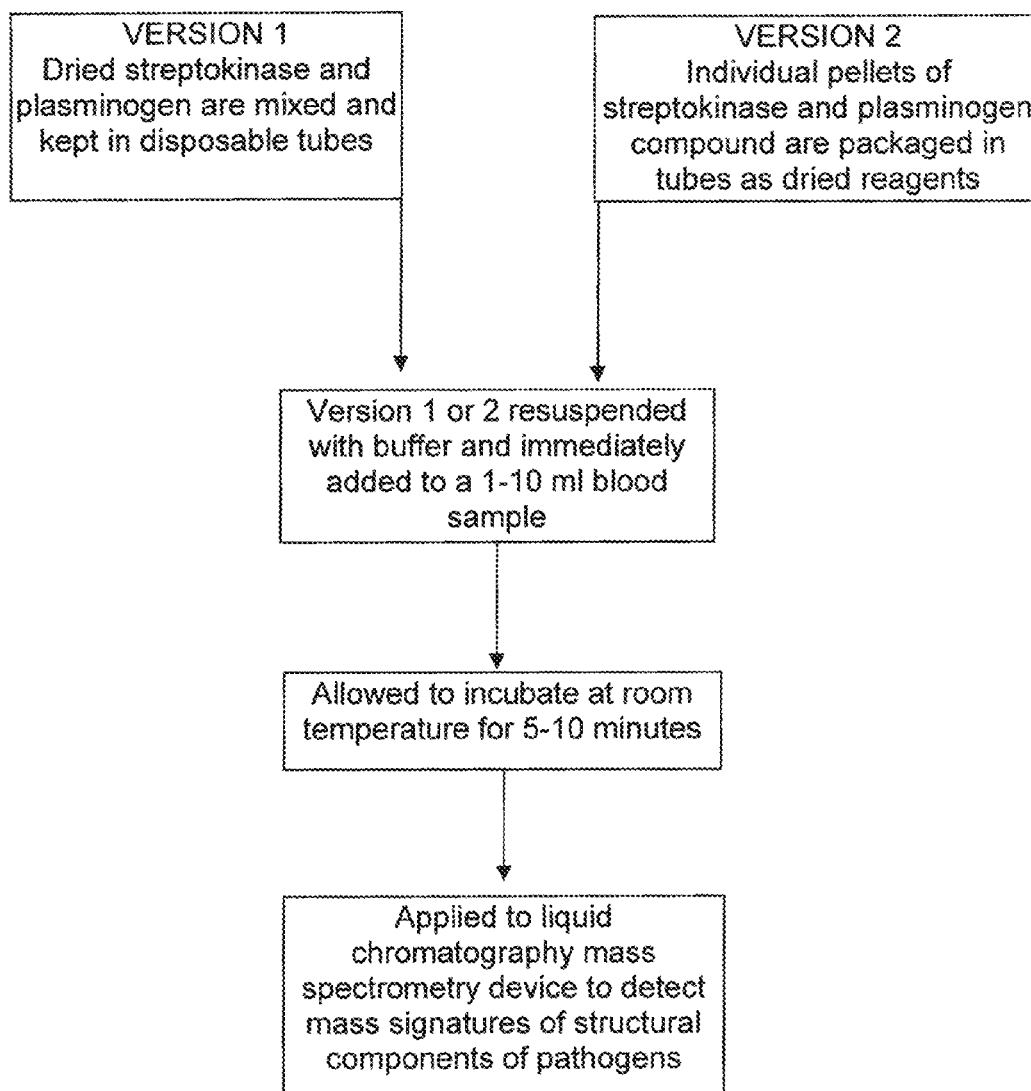 VERSION 1
Dried streptokinase and
plasminogen are mixed and
kept in disposable tubes
VERSION 2
Individual pellets of
streptokinase and plasminogen
compound are packaged in
tubes as dried reagents
Version 1 or 2 resuspended
with buffer and immediately
added to a 1-10 ml blood
sample
Allowed to incubate at room
temperature for 5-10 minutes
Applied to liquid
chromatography mass
spectrometry device to detect
mass signatures of structural
components of pathogens